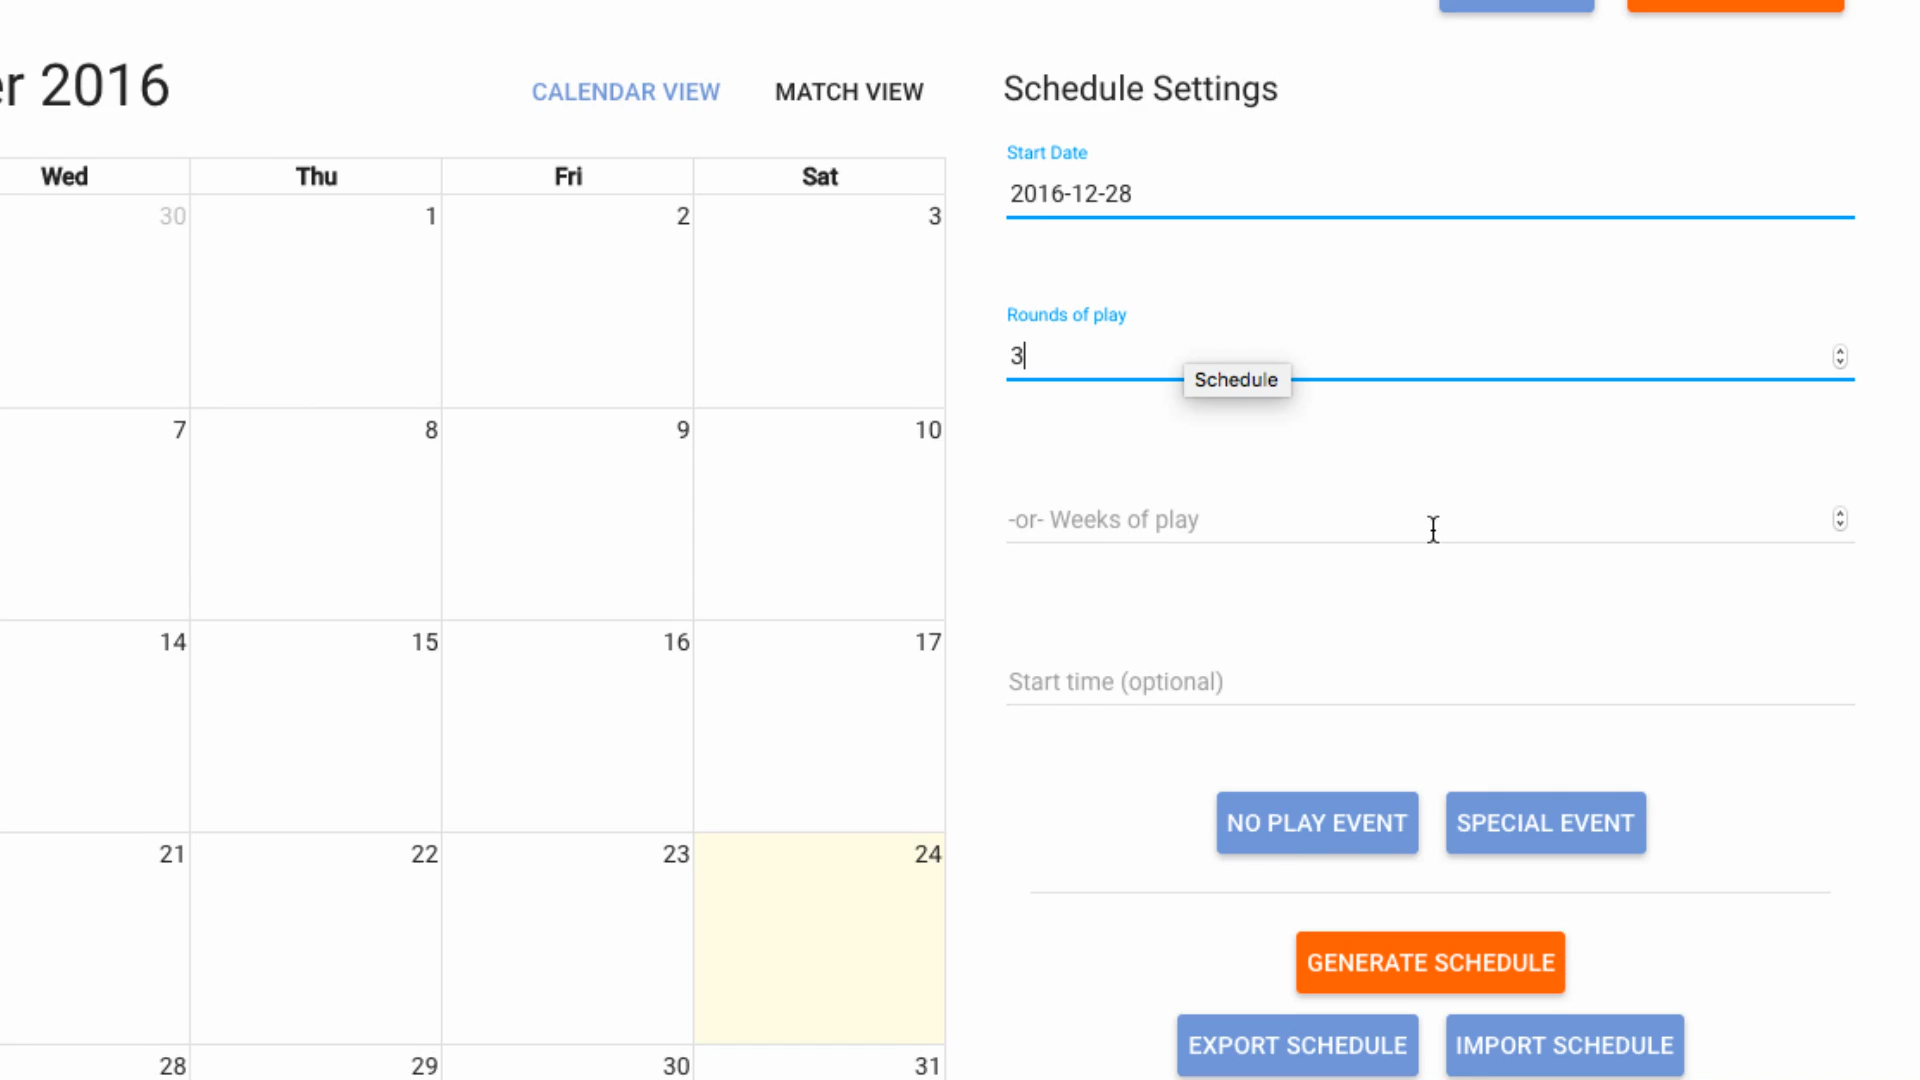 er 2016
CALENDAR VIEW
MATCH VIEW
Wed Thu Fri Sat
30 1 2 3
7 8 9 10
14 15 16 17
21 22 23 24
28 29 30 31
Schedule Settings
Start Date
2016-12-28
Rounds of play
3
Schedule
-or- Weeks of play
Start time (optional)
NO PLAY EVENT
SPECIAL EVENT
GENERATE SCHEDULE
EXPORT SCHEDULE
IMPORT SCHEDULE